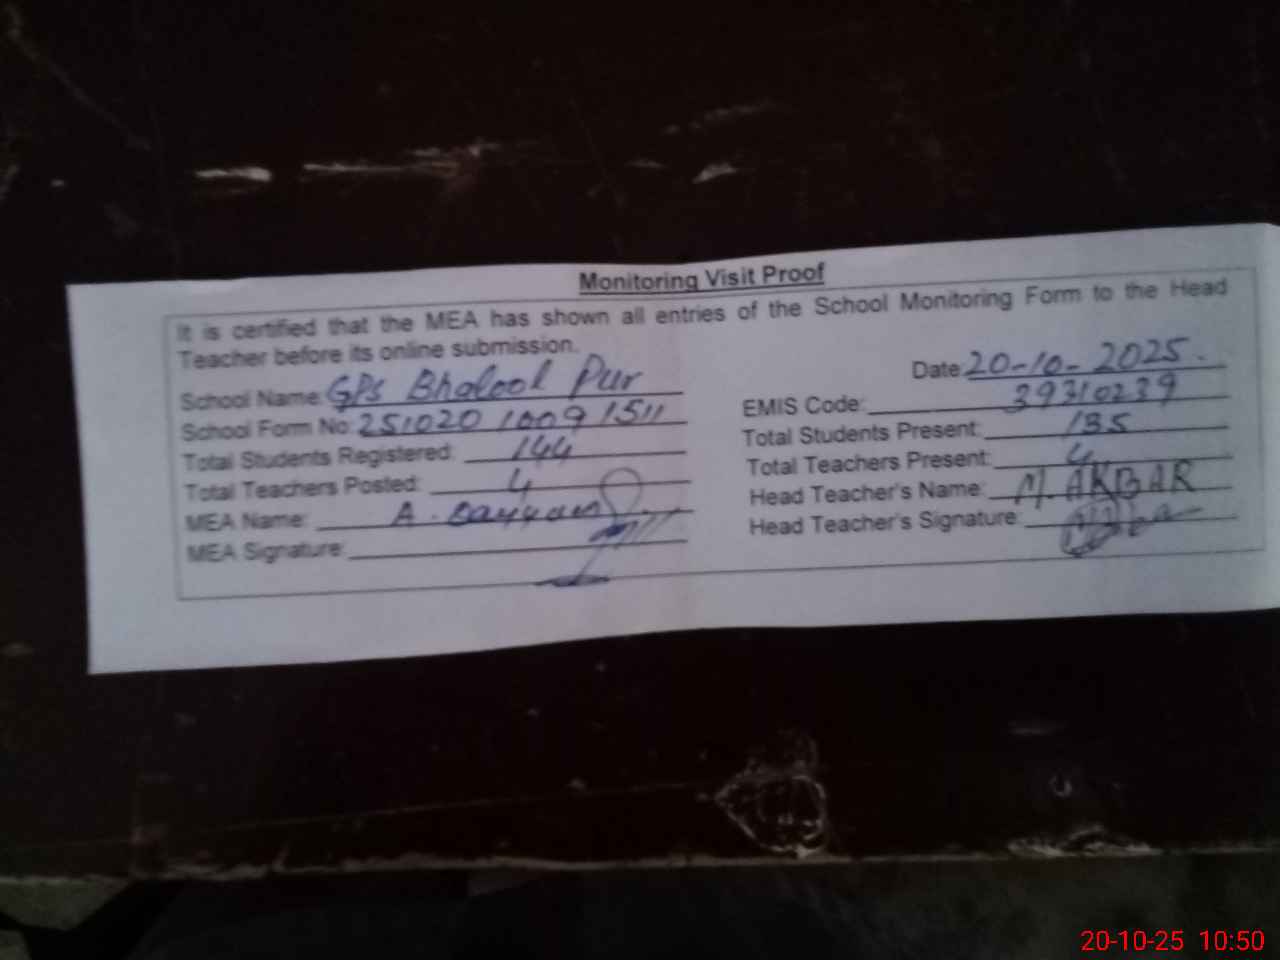 Monitoring Visit Proof
It is certified that the MEA has shown all entries of the School Monitoring Form to the Head
Teacher before its online submission.
Date: 20-10-2025.
School Name: GPS Bhalool Pur
EMIS Code: 39310239
School Form No: 251020 10091511
Total Students Present: 135
Total Students Registered: 144
Total Teachers Present: 4
Total Teachers Posted: 4
Head Teacher's Name: M. AKBAR
MEA Name: A. Dayyan
Head Teacher's Signature:
MEA Signature:
20-10-25 10:50